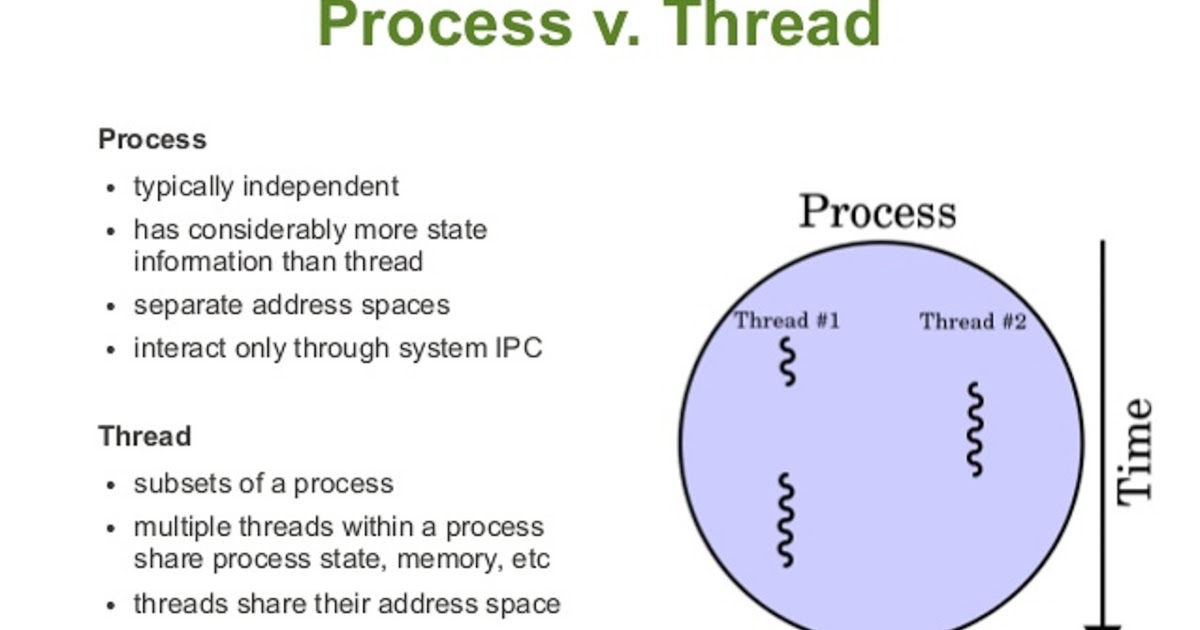 Process v. Thread
Process
• typically independent
• has considerably more state
information than thread
• separate address spaces
• interact only through system IPC
Thread
• subsets of a process
• multiple threads within a process
share process state, memory, etc
• threads share their address space
Process
Thread #1
Thread #2
Time